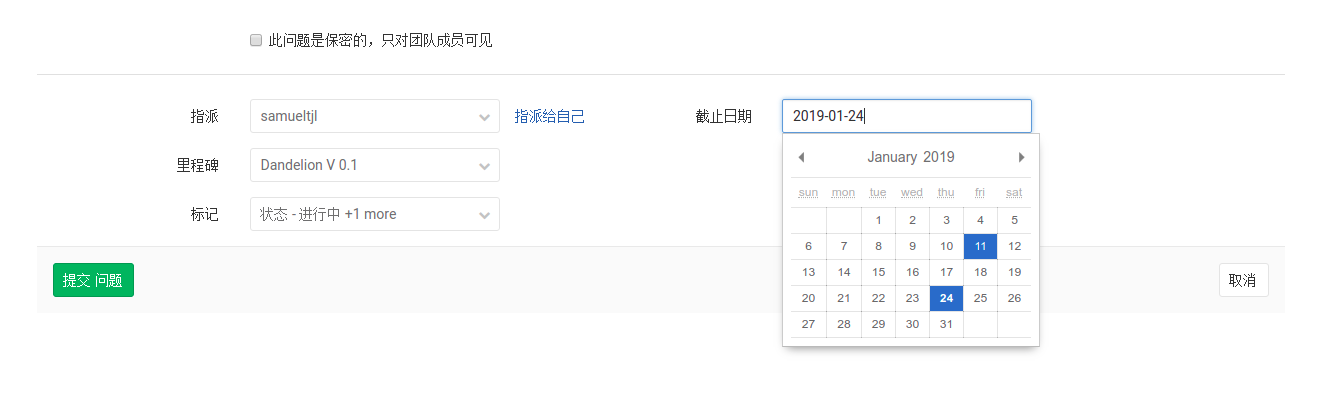 此问题是保密的，只对团队成员可见
指派 samueltjl 指派给自己 截止日期 2019-01-24
里程碑 Dandelion V 0.1
标记 状态 - 进行中 +1 more
January 2019
sun mon tue wed thu fri sat
1 2 3 4 5
6 7 8 9 10 11 12
13 14 15 16 17 18 19
20 21 22 23 24 25 26
27 28 29 30 31
提交 问题 取消